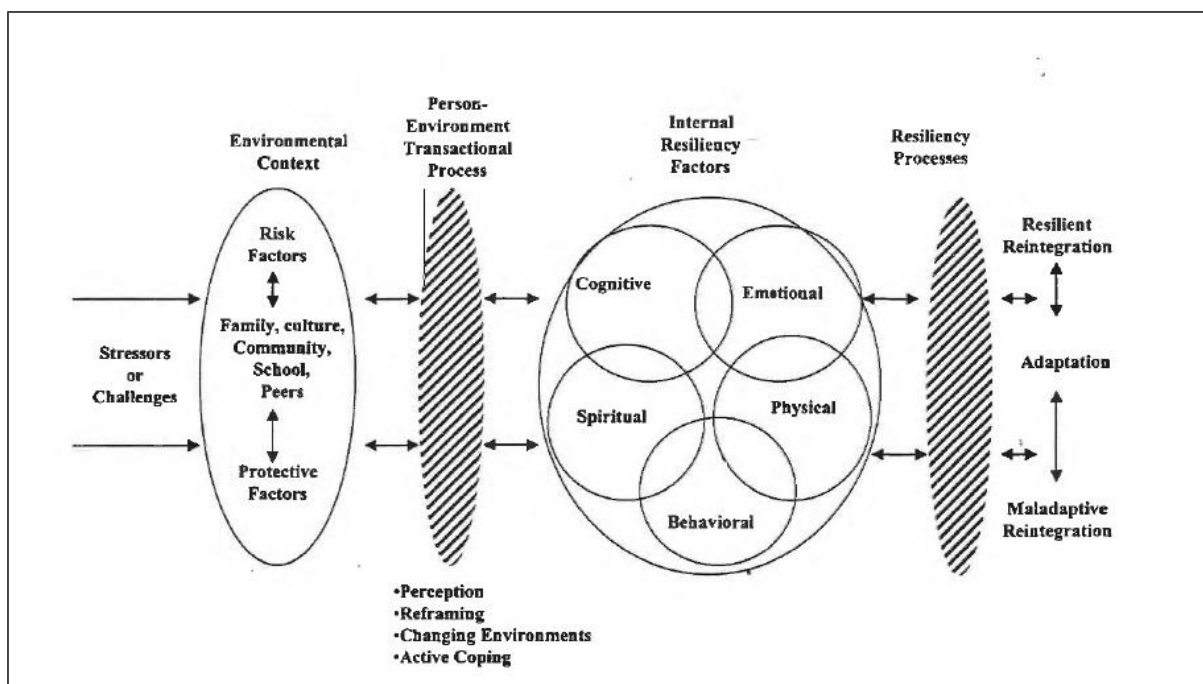 Environmental
Context
Person-
Environment
Transactional
Process
Internal
Resiliency
Factors
Resiliency
Processes
Stressors
or
Challenges
Risk
Factors
Family, culture,
Community,
School,
Peers
Protective
Factors
•Perception
•Reframing
•Changing Environments
•Active Coping
Cognitive
Emotional
Spiritual
Physical
Behavioral
Resilient
Reintegration
Adaptation
Maladaptive
Reintegration